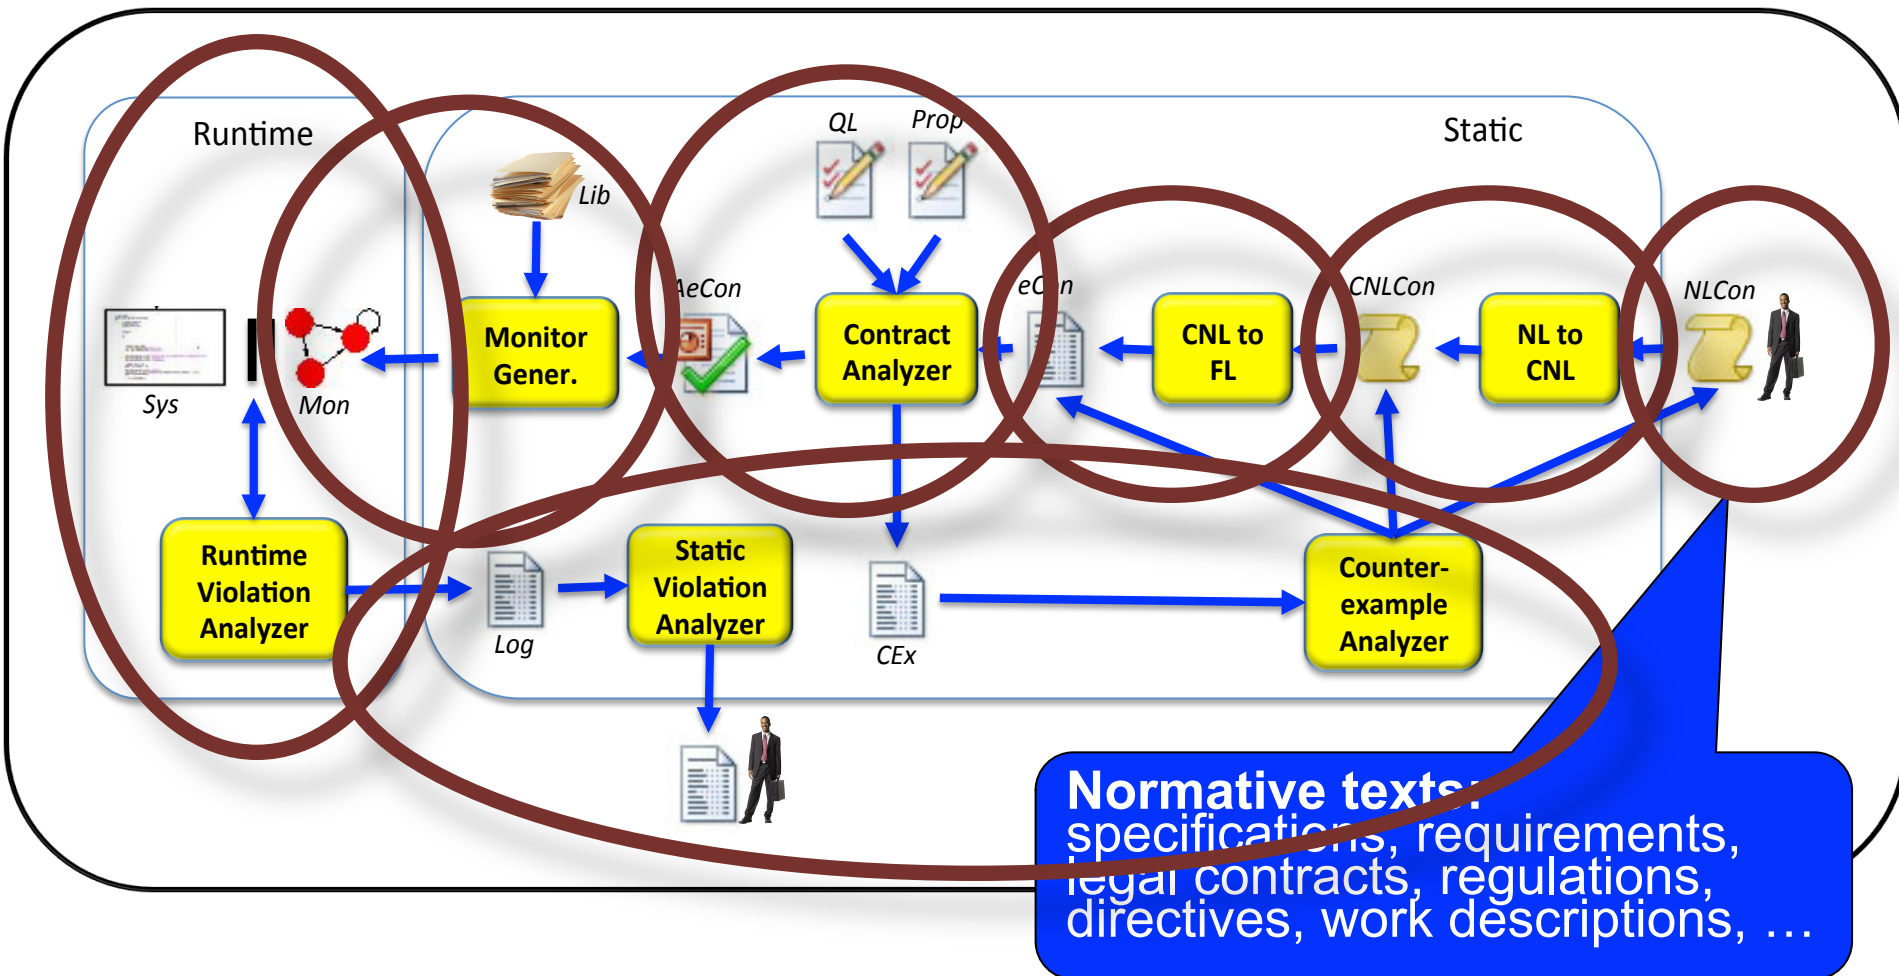 Runtime
Static
QL
Prop
Lib
AeCon
eCon
CNLCon
NLCon
Monitor
Gener.
Contract
Analyzer
CNL to
FL
NL to
CNL
Sys
Mon
Runtime
Violation
Analyzer
Log
Static
Violation
Analyzer
CEx
Counter-
example
Analyzer
Normative texts:
specifications, requirements,
legal contracts, regulations,
directives, work descriptions, …